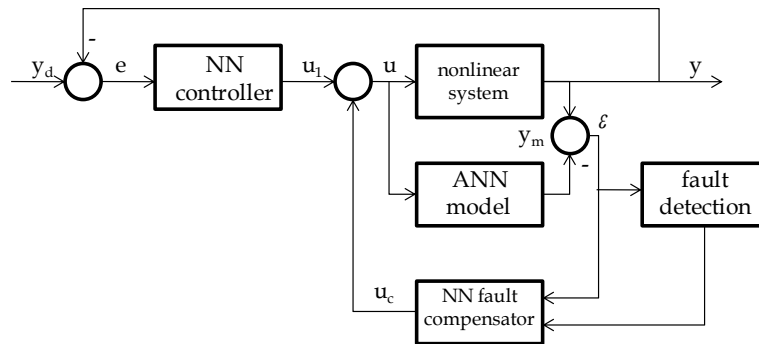 -
y_d
e
NN
controller
u_1
u
nonlinear
system
y
y_m
ε
-
ANN
model
fault
detection
u_c
NN fault
compensator